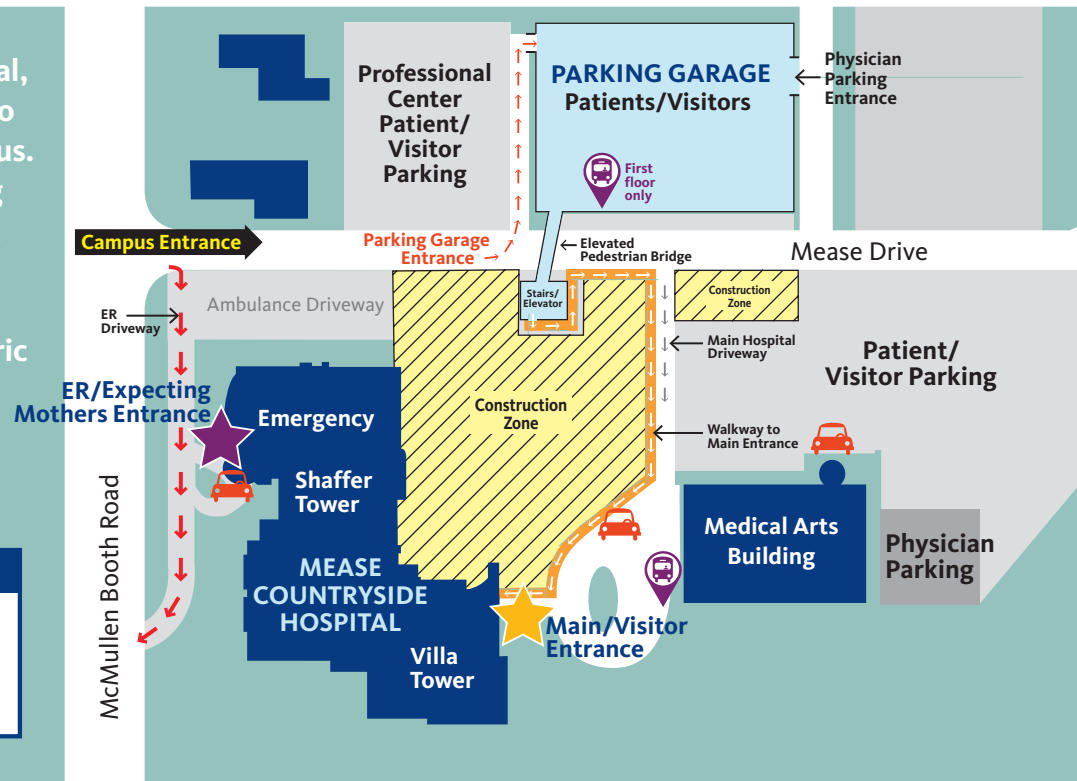 al,
o
us.
g
ric
Professional
Center
Patient/
Visitor
Parking
PARKING GARAGE
Patients/Visitors
First
floor
only
Physician
Parking
Entrance
Campus Entrance
Parking Garage
Entrance
Elevated
Pedestrian Bridge
Mease Drive
Ambulance Driveway
ER
Driveway
Stairs/
Elevator
Construction
Zone
Main Hospital
Driveway
Patient/
Visitor Parking
ER/Expecting
Mothers Entrance
Emergency
Construction
Zone
Walkway to
Main Entrance
Shaffer
Tower
McMullen Booth Road
MEASE
COUNTRYSIDE
HOSPITAL
Medical Arts
Building
Physician
Parking
Main/Visitor
Entrance
Villa
Tower